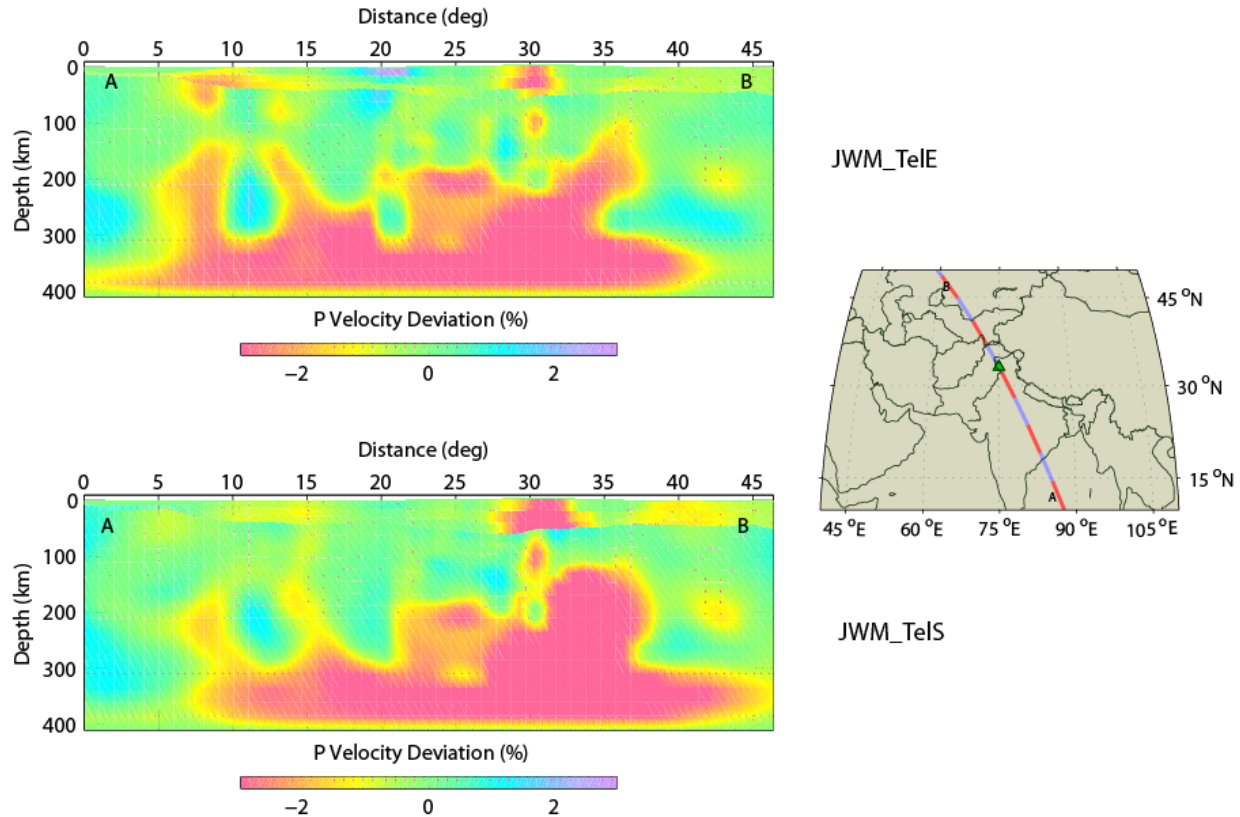 Distance (deg)
0 5 10 15 20 25 30 35 40 45
A B
Depth (km)
0
100
200
300
400
P Velocity Deviation (%)
−2 0 2
JWM_TelE
B
A
45 °N
30 °N
15 °N
45 °E 60 °E 75 °E 90 °E 105 °E
Distance (deg)
0 5 10 15 20 25 30 35 40 45
A B
Depth (km)
0
100
200
300
400
P Velocity Deviation (%)
−2 0 2
JWM_TelS